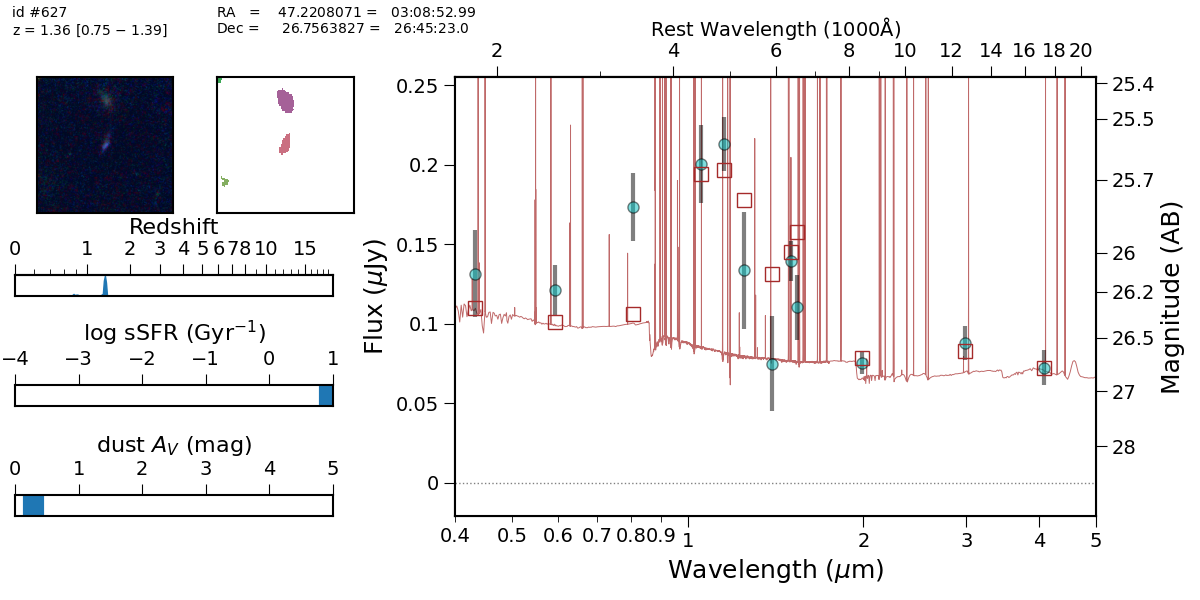 id #627
z = 1.36 [0.75 − 1.39]
RA = 47.2208071 = 03:08:52.99
Dec = 26.7563827 = 26:45:23.0
Redshift
0 1 2 3 4 5 6 7 8 10 15
log sSFR (Gyr⁻¹)
−4 −3 −2 −1 0 1
dust A_V (mag)
0 1 2 3 4 5
Rest Wavelength (1000Å)
2 4 6 8 10 12 14 16 18 20
Flux (μJy)
0.25
0.2
0.15
0.1
0.05
0
25.4
25.5
25.7
26
26.2
26.5
27
28
Magnitude (AB)
0.4 0.5 0.6 0.7 0.8 0.9 1 2 3 4 5
Wavelength (μm)